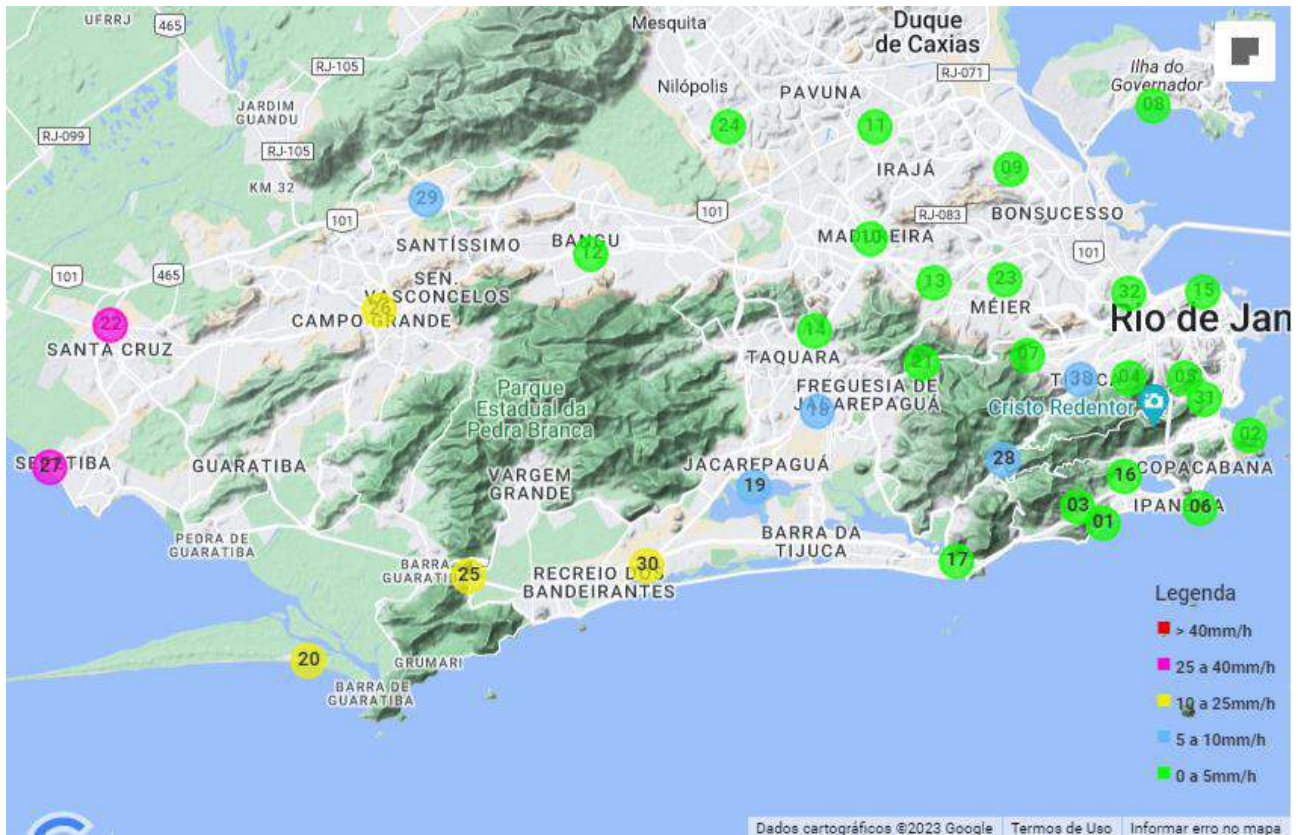 UFRRJ
465
Mesquita
Duque
de Caxias
RJ-105
RJ-071
Ilha do
Governador
Nilópolis
PAVUNA
08
JARDIM
GUANDU
24
11
RJ-099
RJ-105
IRAJÁ
09
KM 32
29
101
101
RJ-083
BONSUCESSO
SANTÍSSIMO
BANGU
12
MADUREIRA
10
101
101
465
SEN.
VASCONCELOS
13
23
32
15
26
CAMPO GRANDE
MÉIER
22
SANTA CRUZ
14
Rio de Jan
TAQUARA
21
07
Parque
Estadual da
Pedra Branca
FREGUESIA DE
JACAREPAGUÁ
TIJUCA
04
05
Cristo Redentor
31
02
SEPETIBA
27
GUARATIBA
JACAREPAGUÁ
28
COPACABANA
VARGEM
GRANDE
19
16
03
IPANEMA
06
01
PEDRA DE
GUARATIBA
BARRA DA
TIJUCA
17
BARRA
GUARATIB
25
RECREIO DOS
BANDEIRANTES
30
20
GRUMARI
BARRA DE
GUARATIBA
Legenda
> 40mm/h
25 a 40mm/h
10 a 25mm/h
5 a 10mm/h
0 a 5mm/h
Dados cartográficos ©2023 Google
Termos de Uso
Informar erro no mapa